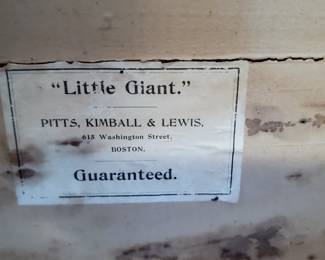 "Little Giant."
PITTS, KIMBALL & LEWIS,
615 Washington Street,
BOSTON.
Guaranteed.